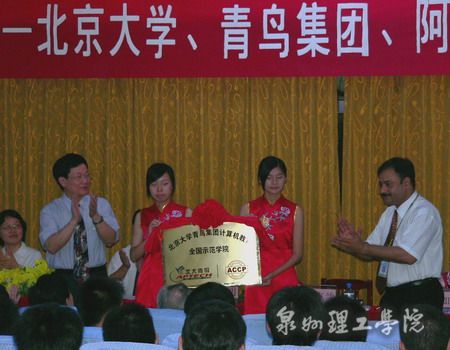 —北京大学、青鸟集团、阿
北京大学青鸟集团计算机教
全国示范学院
北大青鸟
APTECH
ACCP
泉州理工学院